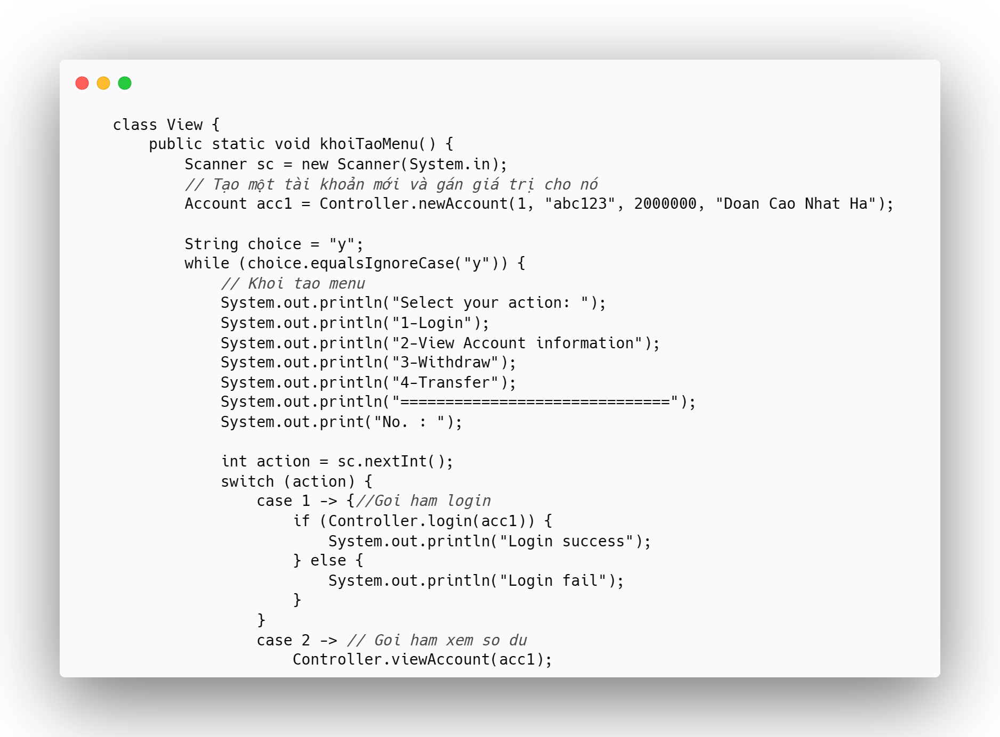 class View {
    public static void khoiTaoMenu() {
        Scanner sc = new Scanner(System.in);
        // Tạo một tài khoản mới và gán giá trị cho nó
        Account acc1 = Controller.newAccount(1, "abc123", 2000000, "Doan Cao Nhat Ha");

        String choice = "y";
        while (choice.equalsIgnoreCase("y")) {
            // Khoi tao menu
            System.out.println("Select your action: ");
            System.out.println("1-Login");
            System.out.println("2-View Account information");
            System.out.println("3-Withdraw");
            System.out.println("4-Transfer");
            System.out.println("==============================");
            System.out.print("No. : ");

            int action = sc.nextInt();
            switch (action) {
                case 1 -> {//Goi ham login
                    if (Controller.login(acc1)) {
                        System.out.println("Login success");
                    } else {
                        System.out.println("Login fail");
                    }
                }
                case 2 -> // Goi ham xem so du
                    Controller.viewAccount(acc1);